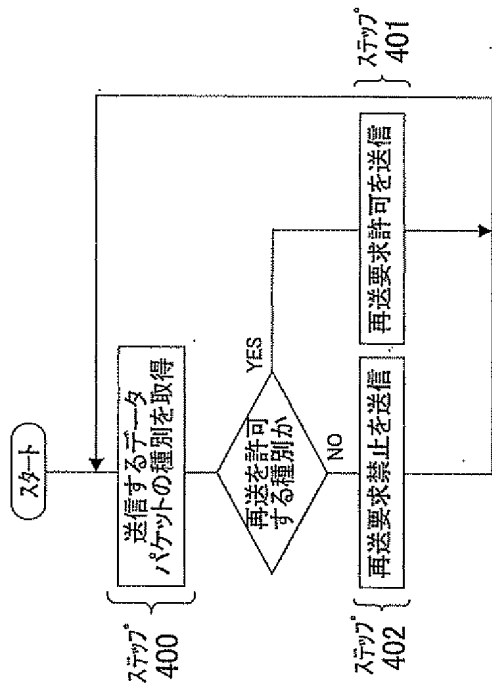 スタート
ステップ
400
送信するデータ
パケットの種別を取得
再送を許可
する種別か
YES
NO
ステップ
402
再送要求禁止を送信
再送要求許可を送信
ステップ
401